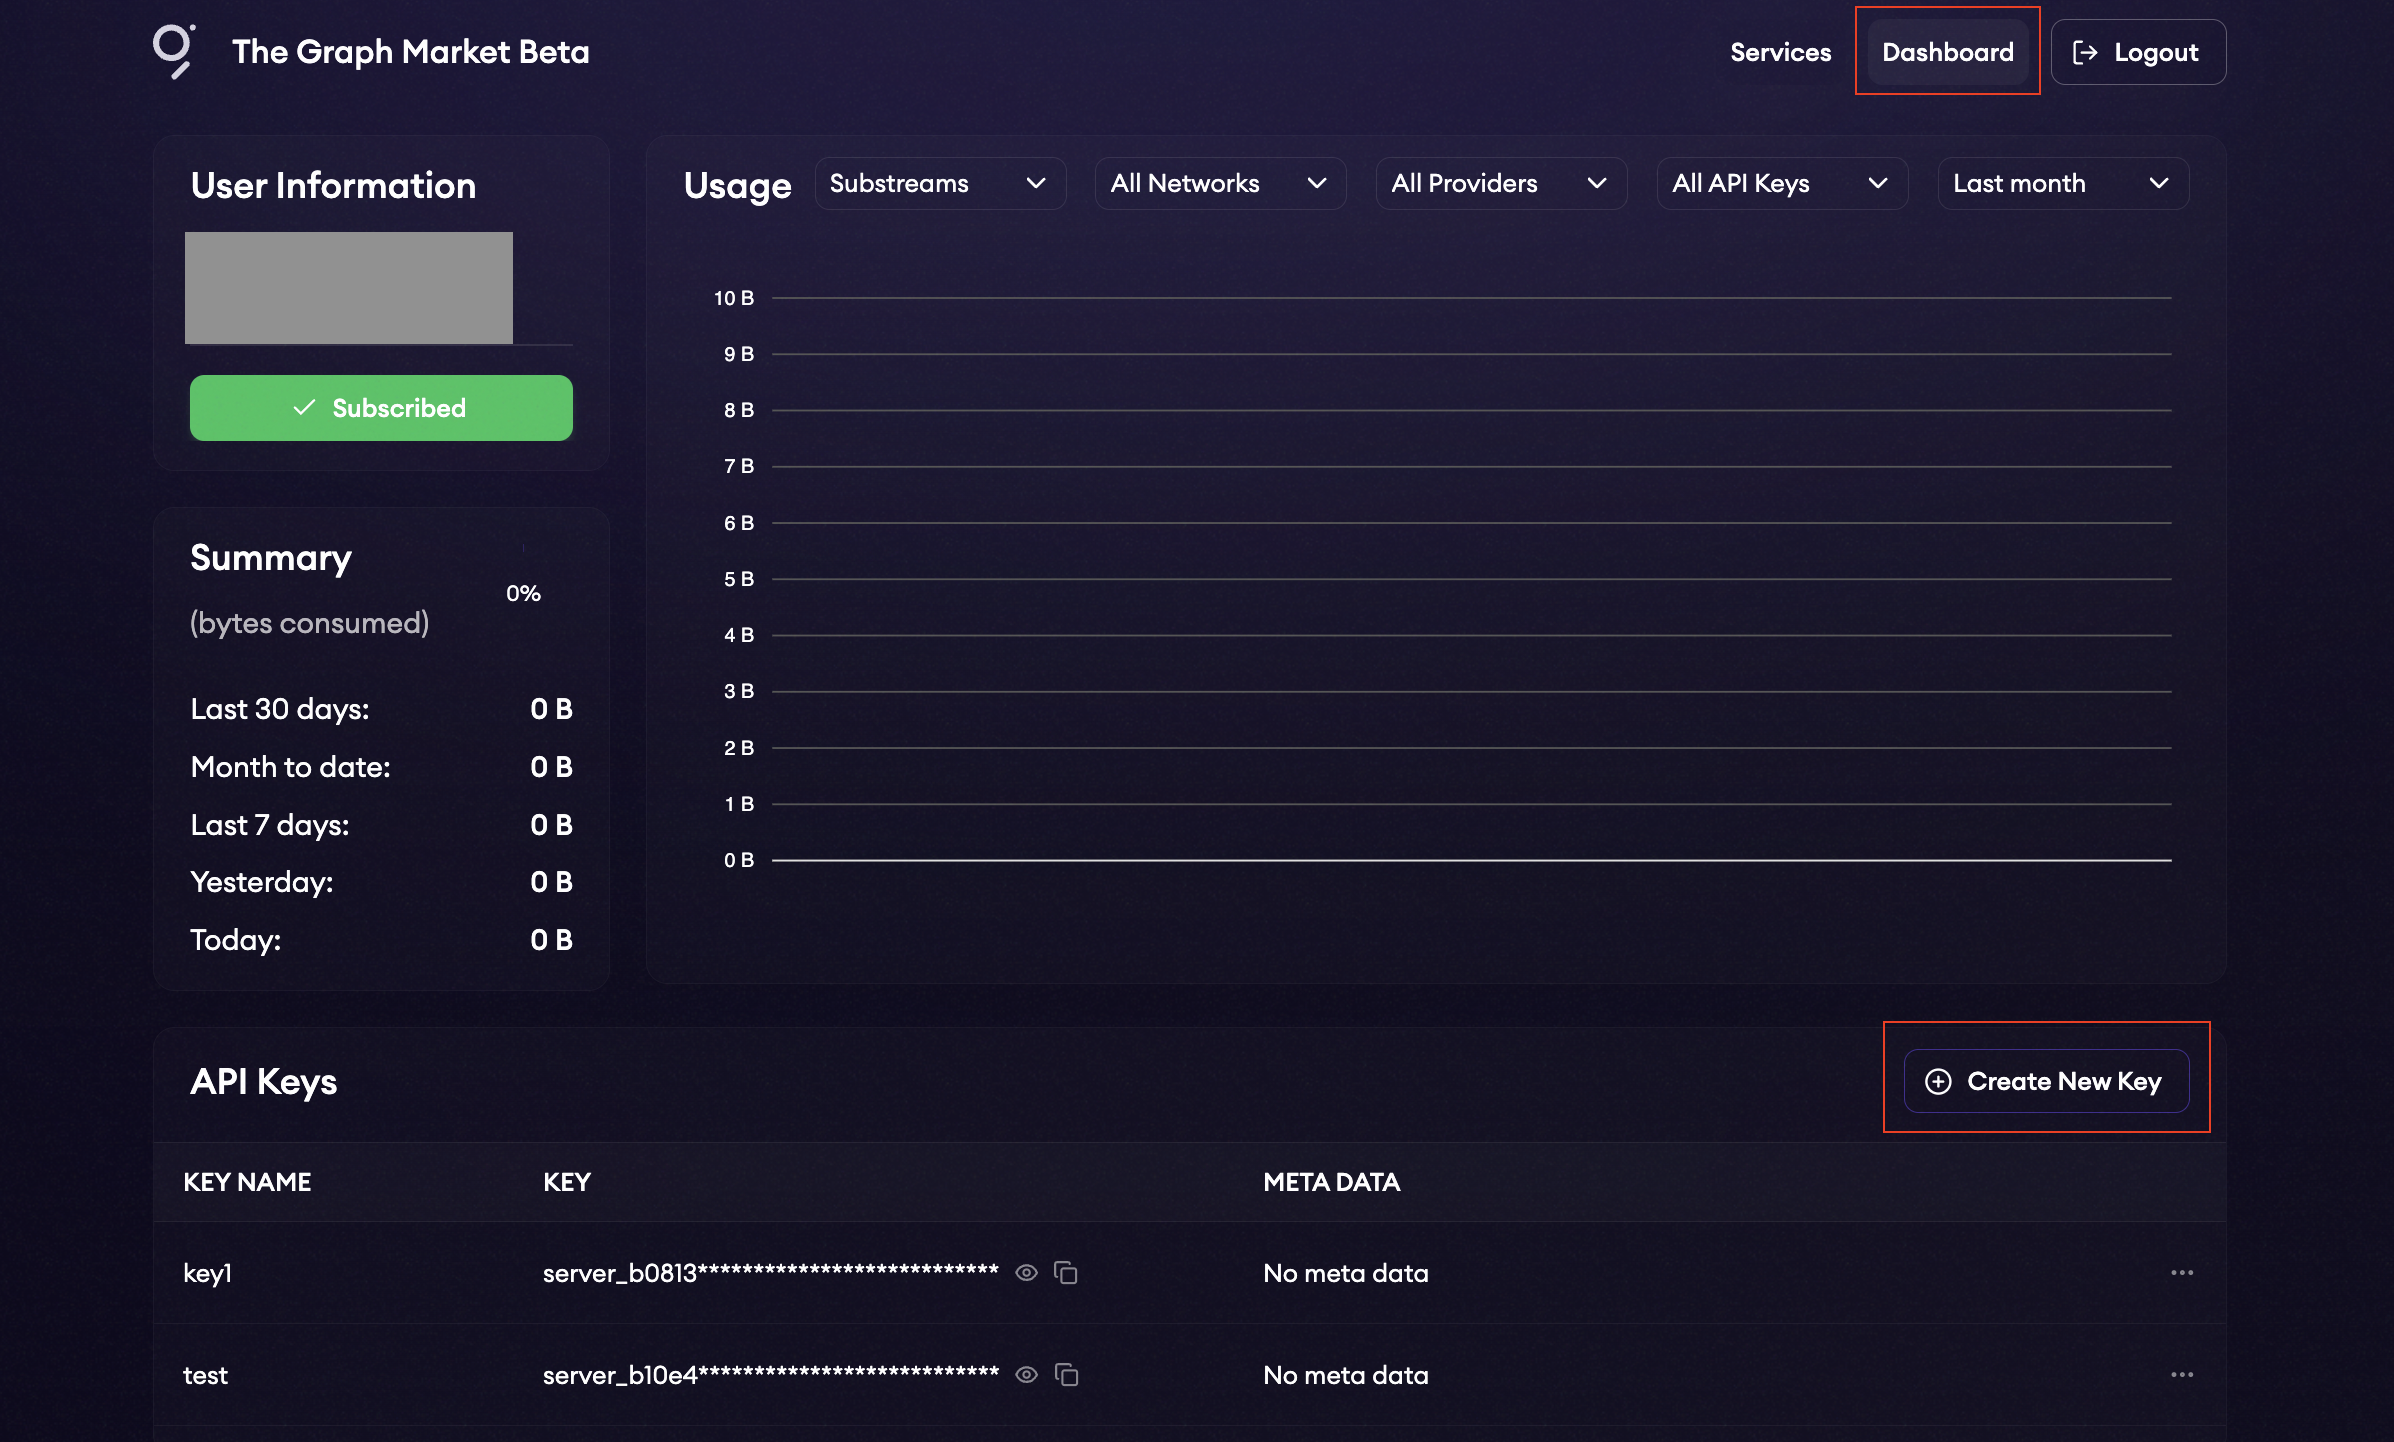 The Graph Market Beta
Services
Dashboard
Logout
User Information
Subscribed
Usage
Substreams
All Networks
All Providers
All API Keys
Last month
10 B
9 B
8 B
7 B
6 B
5 B
4 B
3 B
2 B
1 B
0 B
Summary
(bytes consumed)
0%
Last 30 days: 0 B
Month to date: 0 B
Last 7 days: 0 B
Yesterday: 0 B
Today: 0 B
API Keys
Create New Key
KEY NAME KEY META DATA
key1 server_b0813*************************** No meta data
test server_b10e4*************************** No meta data